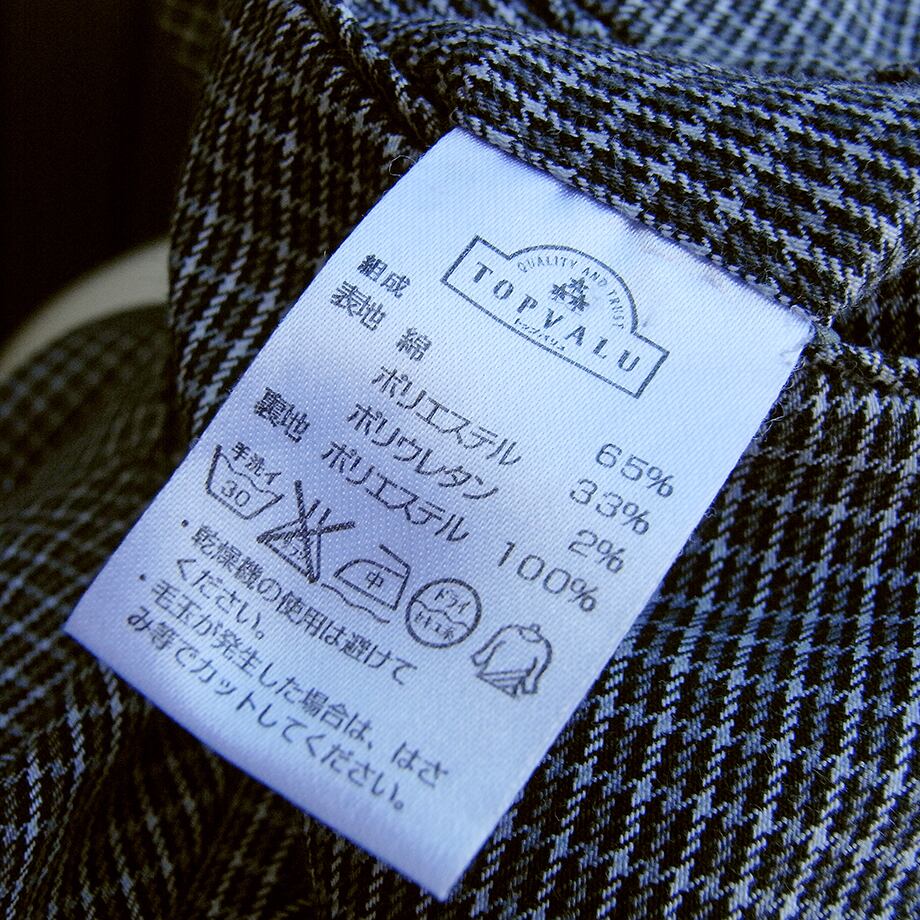 QUALITY AND TRUST
TOPVALU
トップバリュ
組成
表地 綿 65%
ポリエステル 33%
ポリウレタン 2%
裏地 ポリエステル 100%
手洗イ
30
中
ドライ
・乾燥機の使用は避けて
ください。
・毛玉が発生した場合は、はさ
み等でカットしてください。